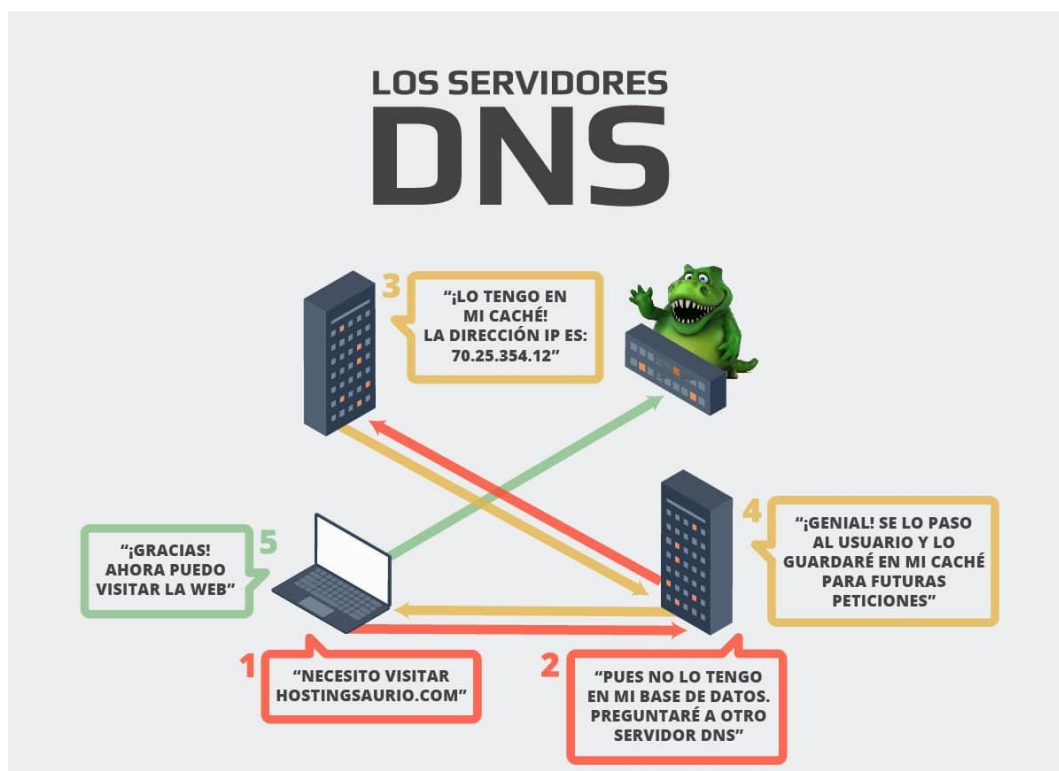 LOS SERVIDORES
DNS
3
“¡LO TENGO EN
MI CACHÉ!
LA DIRECCIÓN IP ES:
70.25.354.12”
4
“¡GENIAL! SE LO PASO
AL USUARIO Y LO
GUARDARÉ EN MI CACHÉ
PARA FUTURAS
PETICIONES”
5
“¡GRACIAS!
AHORA PUEDO
VISITAR LA WEB”
1
“NECESITO VISITAR
HOSTINGSAURIO.COM”
2
“PUES NO LO TENGO
EN MI BASE DE DATOS.
PREGUNTARÉ A OTRO
SERVIDOR DNS”